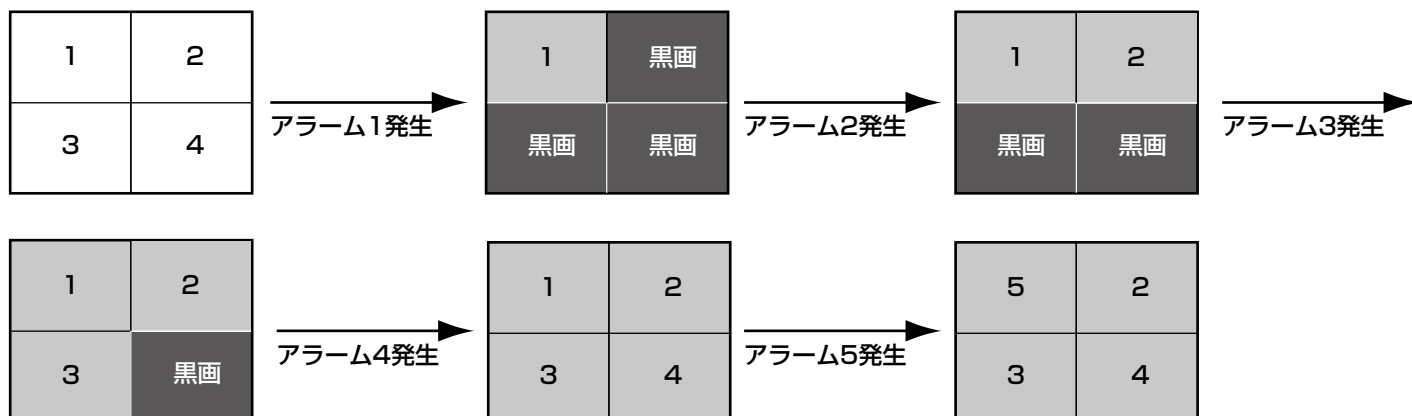 1 2
3 4
アラーム1発生
1 黒画
黒画 黒画
アラーム2発生
1 2
黒画 黒画
アラーム3発生
1 2
3 黒画
アラーム4発生
1 2
3 4
アラーム5発生
5 2
3 4